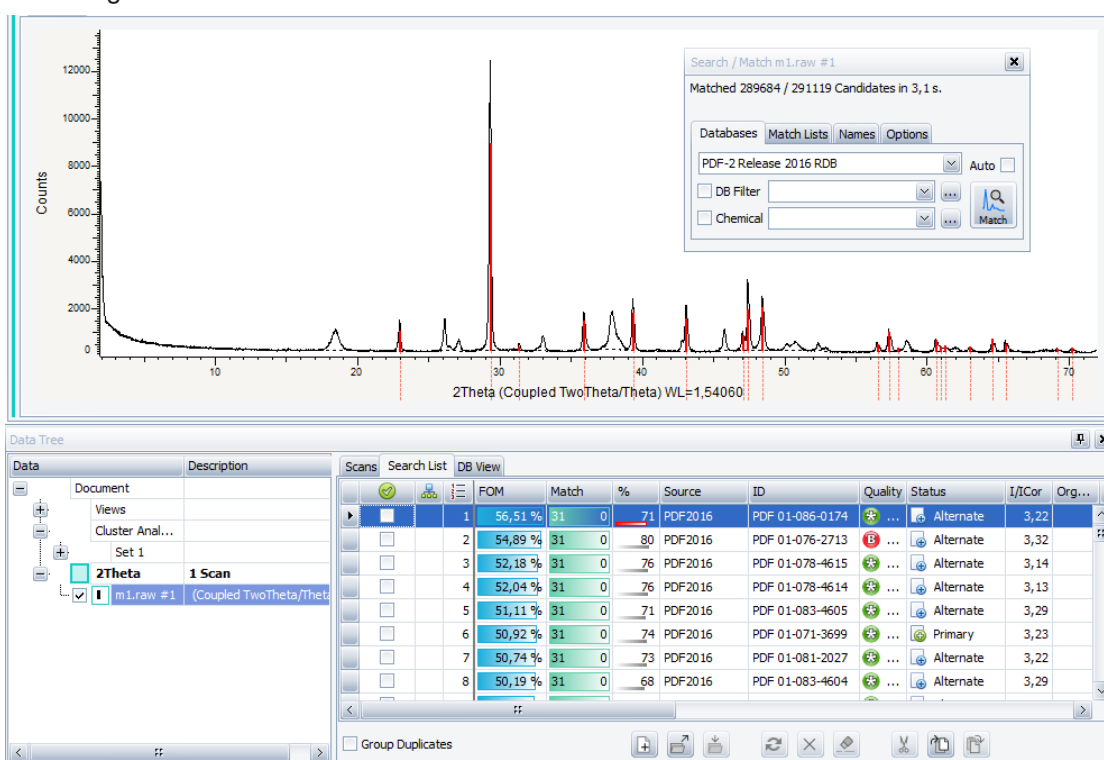 12000
10000
8000
6000
4000
2000
0
Counts
10
20
30
40
50
60
70
2Theta (Coupled TwoTheta/Theta) WL=1,54060
Search / Match m1.raw #1
Matched 289684 / 291119 Candidates in 3,1 s.
Databases Match Lists Names Options
PDF-2 Release 2016 RDB Auto
DB Filter ...
Chemical ...
Match
Data Tree
Data Description
Document
Views
Cluster Anal...
Set 1
2Theta 1 Scan
m1.raw #1 (Coupled TwoTheta/Theta
Scans Search List DB View
FOM Match % Source ID Quality Status I/ICor Org...
1 56,51 % 31 0 71 PDF2016 PDF 01-086-0174 ... Alternate 3,22
2 54,89 % 31 0 80 PDF2016 PDF 01-076-2713 B ... Alternate 3,32
3 52,18 % 31 0 76 PDF2016 PDF 01-078-4615 ... Alternate 3,14
4 52,04 % 31 0 76 PDF2016 PDF 01-078-4614 ... Alternate 3,13
5 51,11 % 31 0 71 PDF2016 PDF 01-083-4605 ... Alternate 3,29
6 50,92 % 31 0 74 PDF2016 PDF 01-071-3699 ... Primary 3,23
7 50,74 % 31 0 73 PDF2016 PDF 01-081-2027 ... Alternate 3,22
8 50,19 % 31 0 68 PDF2016 PDF 01-083-4604 ... Alternate 3,29
Group Duplicates